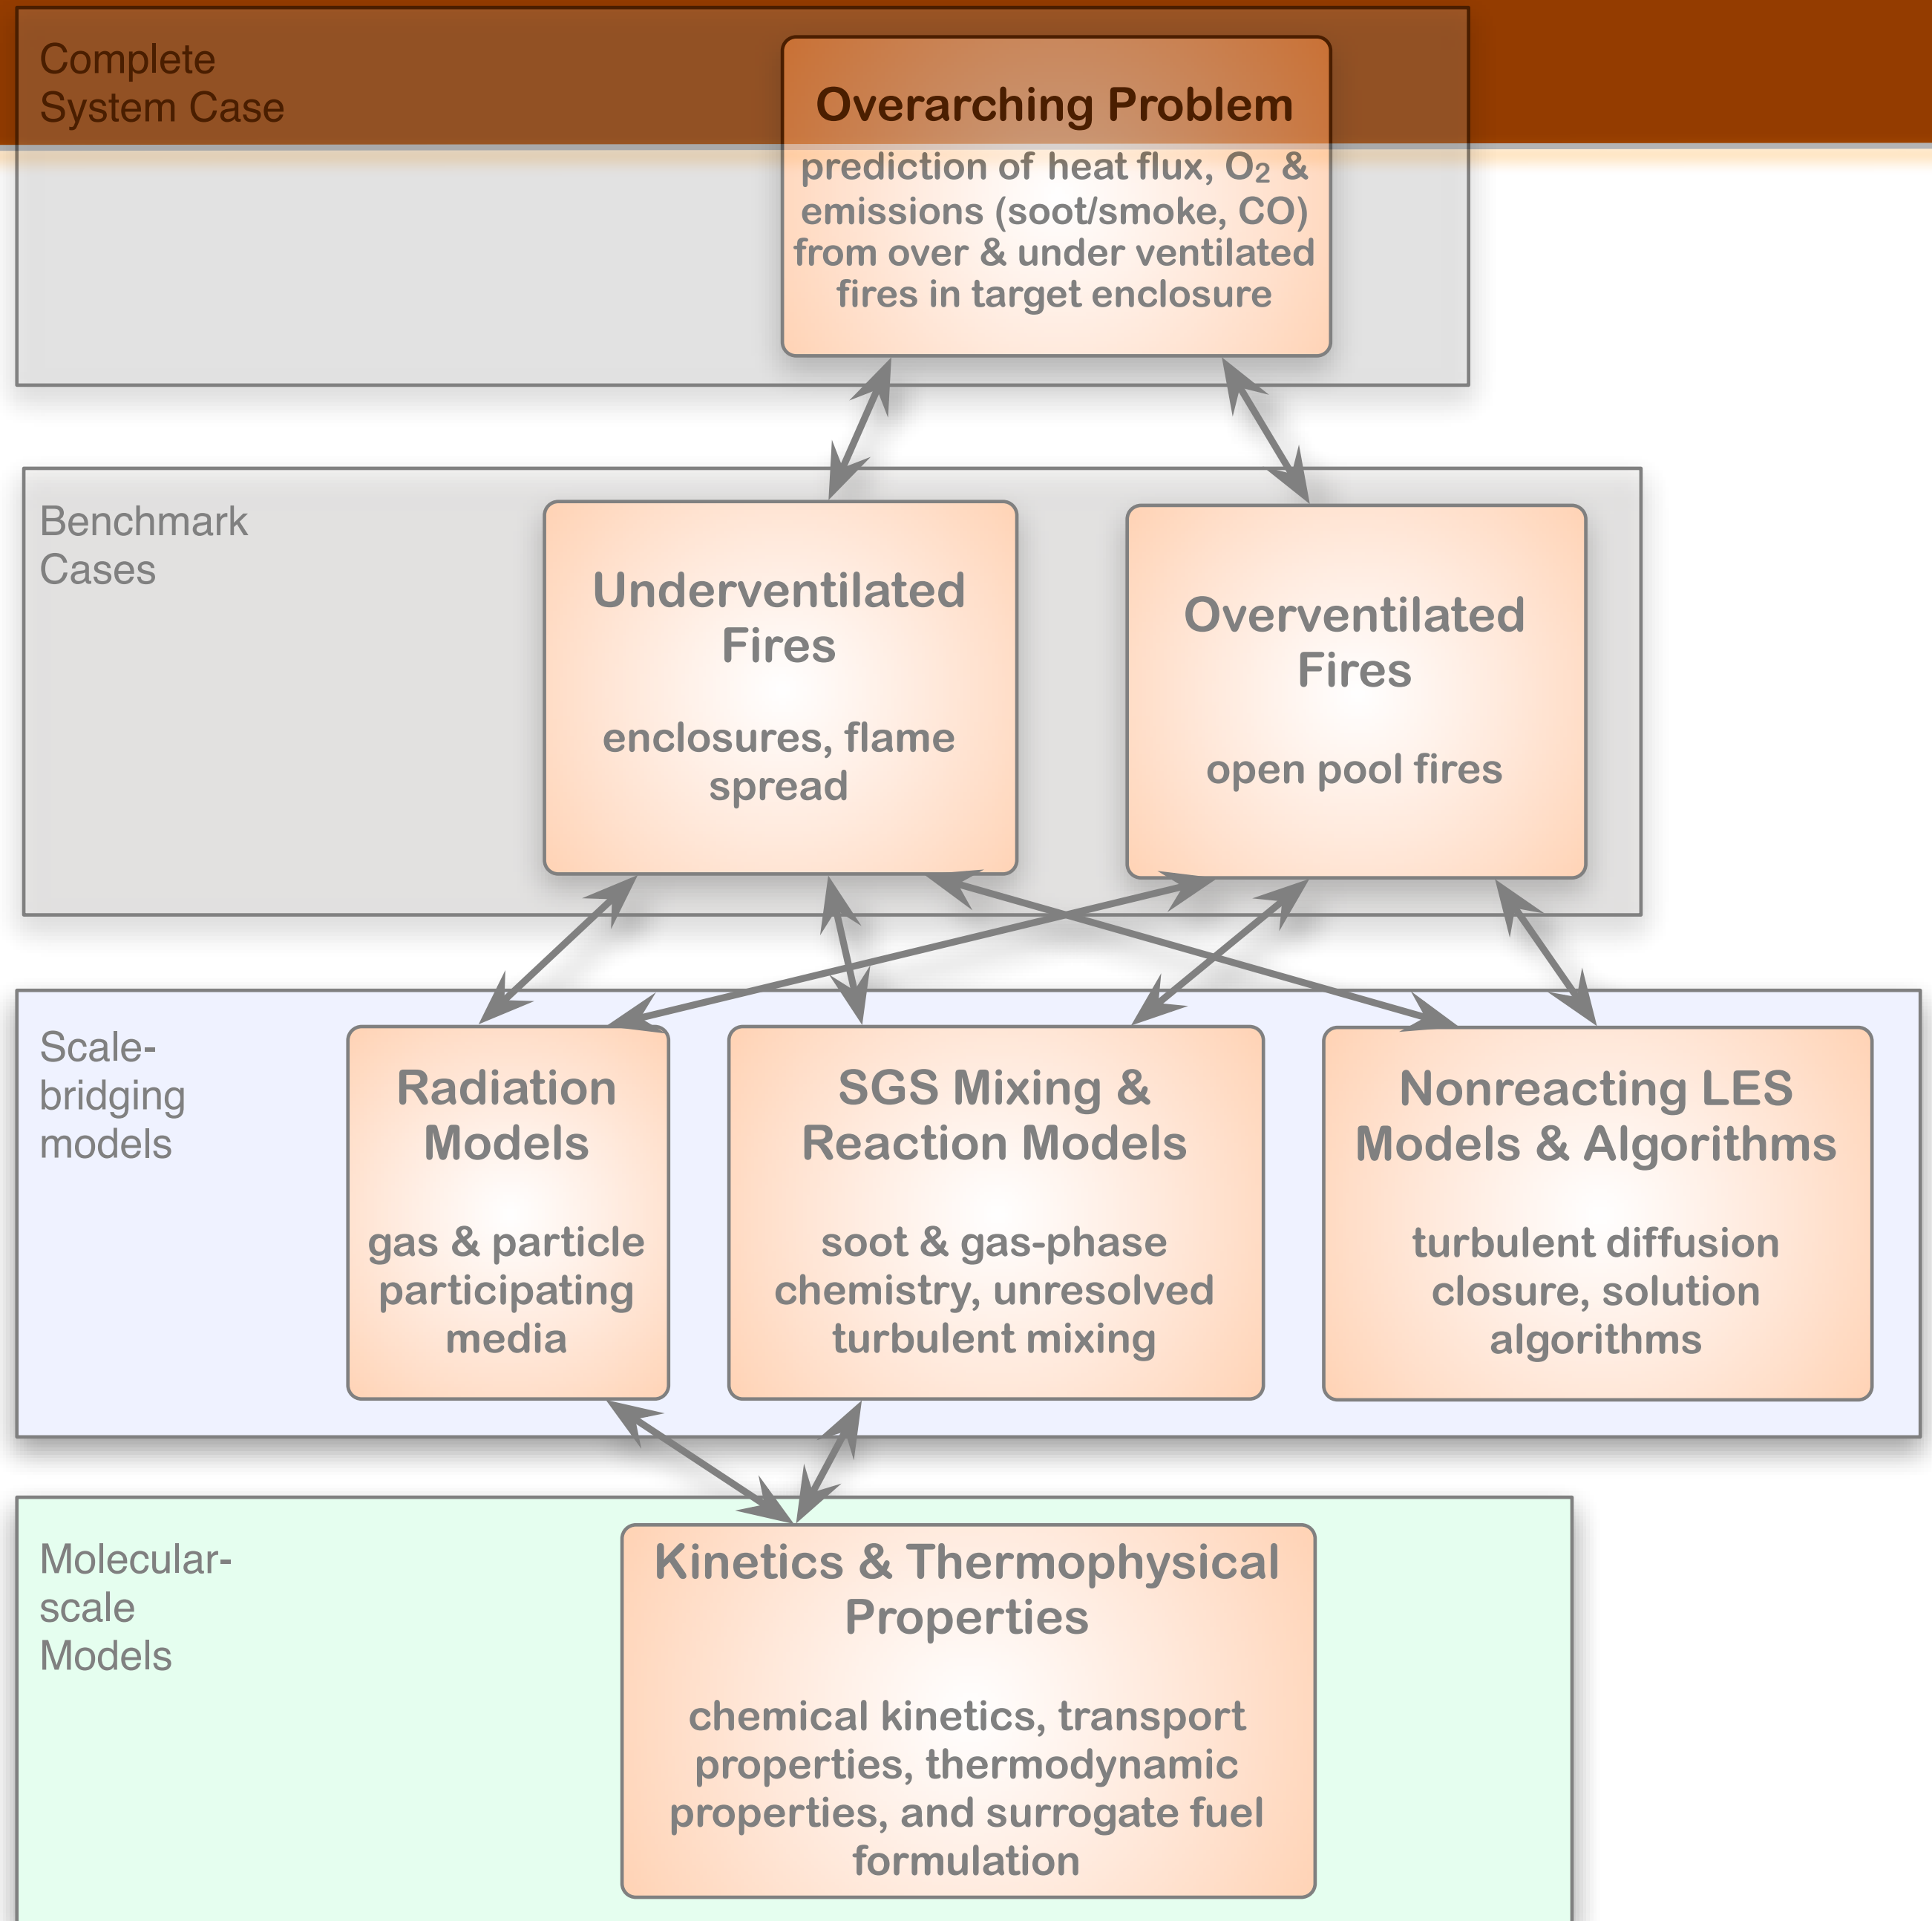 Complete
System Case
Overarching Problem
prediction of heat flux, O₂ &
emissions (soot/smoke, CO)
from over & under ventilated
fires in target enclosure
Benchmark
Cases
Underventilated
Fires
enclosures, flame
spread
Overventilated
Fires
open pool fires
Scale-
bridging
models
Radiation
Models
gas & particle
participating
media
SGS Mixing &
Reaction Models
soot & gas-phase
chemistry, unresolved
turbulent mixing
Nonreacting LES
Models & Algorithms
turbulent diffusion
closure, solution
algorithms
Molecular-
scale
Models
Kinetics & Thermophysical
Properties
chemical kinetics, transport
properties, thermodynamic
properties, and surrogate fuel
formulation